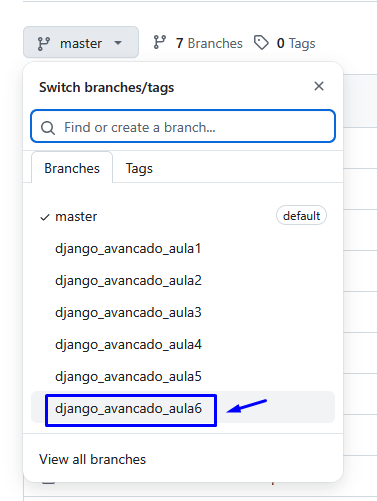 master 7 Branches 0 Tags
Switch branches/tags
Find or create a branch...
Branches Tags
master default
django_avancado_aula1
django_avancado_aula2
django_avancado_aula3
django_avancado_aula4
django_avancado_aula5
django_avancado_aula6
View all branches